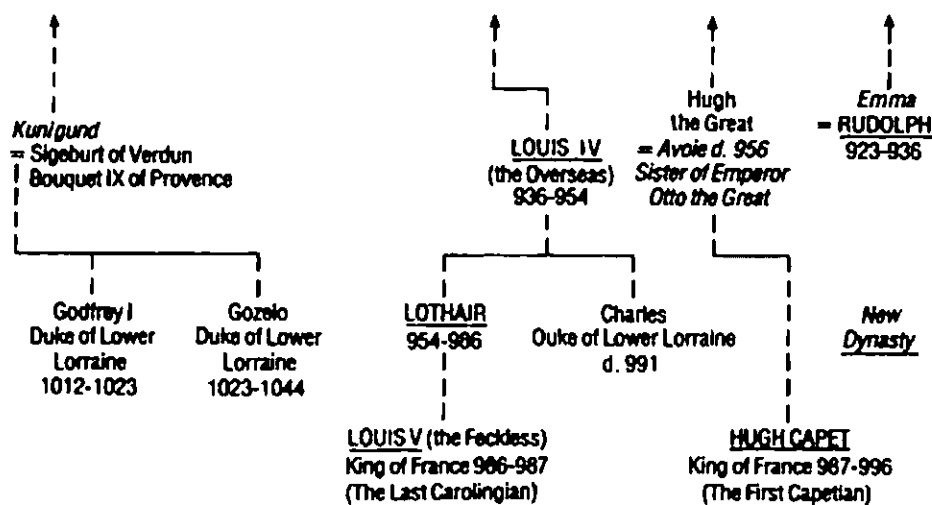 Kunigund
= Sigeburt of Verdun
Bouquet IX of Provence
LOUIS IV
(the Overseas)
936-954
Hugh
the Great
= Avoie d. 956
Sister of Emperor
Otto the Great
Emma
= RUDOLPH
923-936
Godfrey I
Duke of Lower
Lorraine
1012-1023
Gozelo
Duke of Lower
Lorraine
1023-1044
LOTHAIR
954-986
Charles
Duke of Lower Lorraine
d. 991
New
Dynasty
LOUIS V (the Feckless)
King of France 986-987
(The Last Carolingian)
HUGH CAPET
King of France 987-996
(The First Capetian)